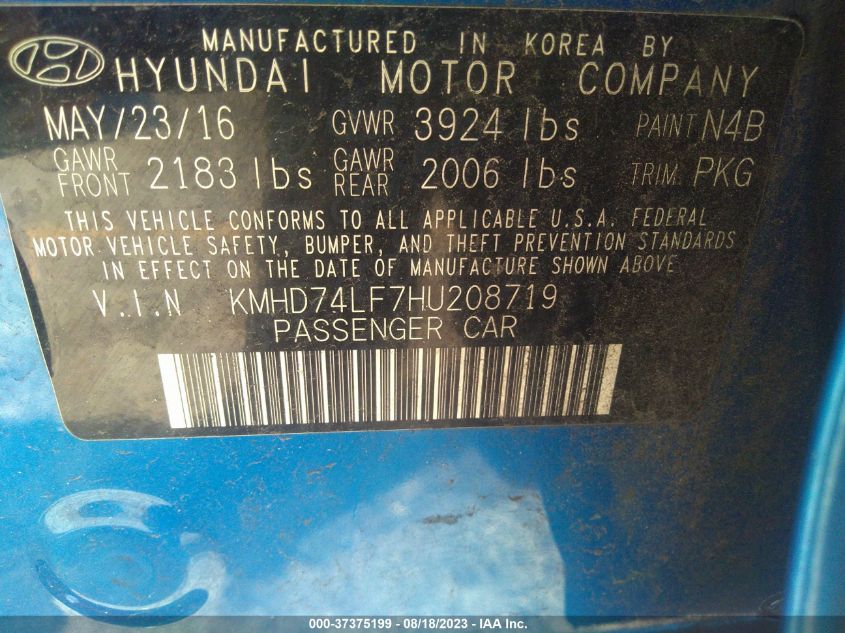 MANUFACTURED IN KOREA BY
HYUNDAI MOTOR COMPANY
MAY/23/16 GVWR 3924 lbs PAINT N4B
GAWR FRONT 2183 lbs GAWR REAR 2006 lbs TRIM PKG
THIS VEHICLE CONFORMS TO ALL APPLICABLE U.S.A. FEDERAL
MOTOR VEHICLE SAFETY, BUMPER, AND THEFT PREVENTION STANDARDS
IN EFFECT ON THE DATE OF MANUFACTURE SHOWN ABOVE
V.I.N KMHD74LF7HU208719
PASSENGER CAR
000-37375199 - 08/18/2023 - IAA Inc.